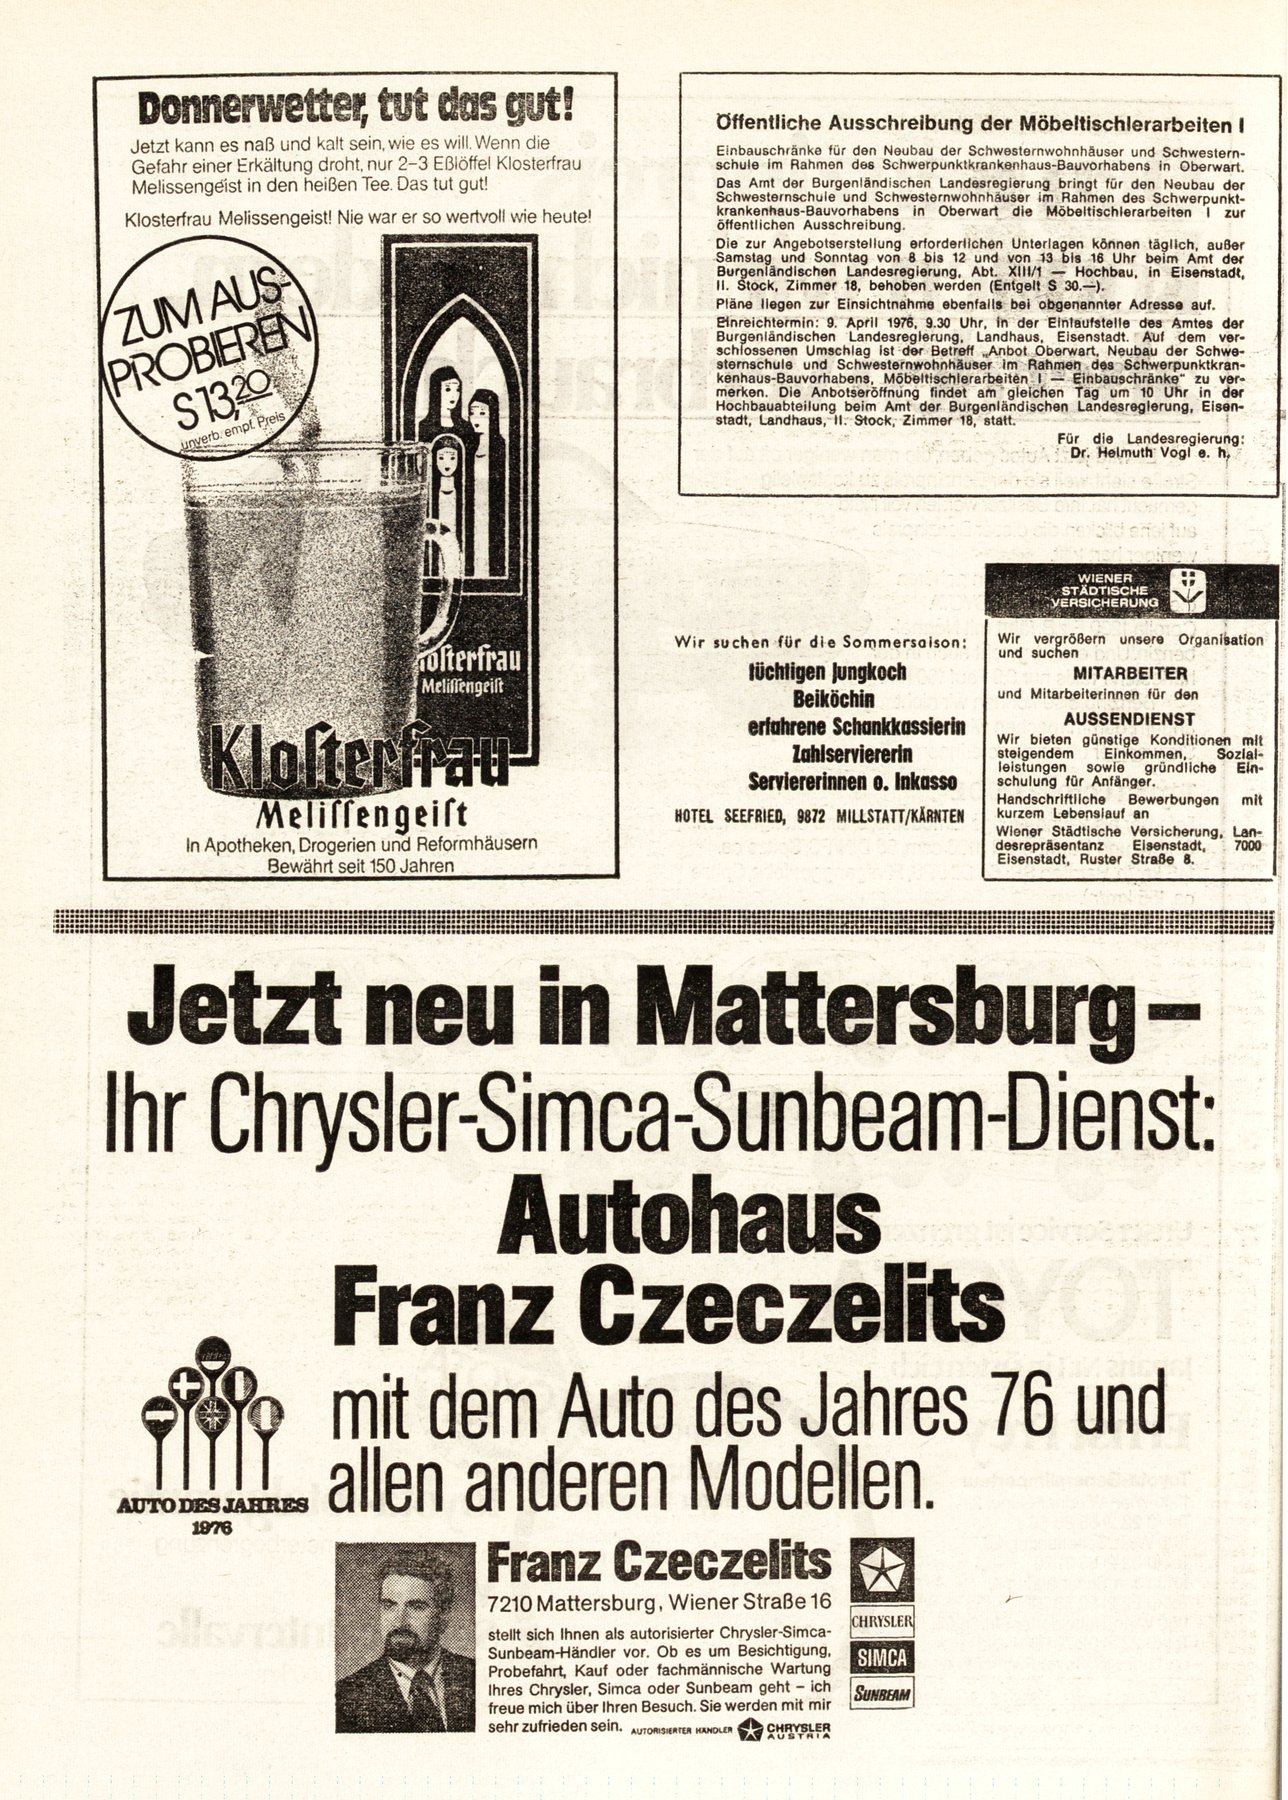 Donnerwetter, tut das gut!
Jetzt kann es naß und kalt sein, wie es will. Wenn die
Gefahr einer Erkältung droht, nur 2–3 Eßlöffel Klosterfrau
Melissengeist in den heißen Tee. Das tut gut!
Klosterfrau Melissengeist! Nie war er so wertvoll wie heute!
ZUM AUS-
PROBIEREN
S 13,20
unverb. empf. Preis
Klosterfrau
Melissengeist
Klosterfrau
Melissengeist
In Apotheken, Drogerien und Reformhäusern
Bewährt seit 150 Jahren
Öffentliche Ausschreibung der Möbeltischlerarbeiten I
Einbauschränke für den Neubau der Schwesternwohnhäuser und Schwestern-
schule im Rahmen des Schwerpunktkrankenhaus-Bauvorhabens in Oberwart.
Das Amt der Burgenländischen Landesregierung bringt für den Neubau der
Schwesternschule und Schwesternwohnhäuser im Rahmen des Schwerpunkt-
krankenhaus-Bauvorhabens in Oberwart die Möbeltischlerarbeiten I zur
öffentlichen Ausschreibung.
Die zur Angebotserstellung erforderlichen Unterlagen können täglich, außer
Samstag und Sonntag von 8 bis 12 und von 13 bis 16 Uhr beim Amt der
Burgenländischen Landesregierung, Abt. XIII/1 — Hochbau, in Eisenstadt,
II. Stock, Zimmer 18, behoben werden (Entgelt S 30.—).
Pläne liegen zur Einsichtnahme ebenfalls bei obgenannter Adresse auf.
Einreichtermin: 9. April 1976, 9.30 Uhr, in der Einlaufstelle des Amtes der
Burgenländischen Landesregierung, Landhaus, Eisenstadt. Auf dem ver-
schlossenen Umschlag ist der Betreff „Anbot Oberwart, Neubau der Schwe-
sternschule und Schwesternwohnhäuser im Rahmen des Schwerpunktkran-
kenhaus-Bauvorhabens, Möbeltischlerarbeiten I — Einbauschränke“ zu ver-
merken. Die Anbotseröffnung findet am gleichen Tag um 10 Uhr in der
Hochbauabteilung beim Amt der Burgenländischen Landesregierung, Eisen-
stadt, Landhaus, II. Stock, Zimmer 18, statt.
Für die Landesregierung:
Dr. Helmuth Vogl e. h.
Wir suchen für die Sommersaison:
tüchtigen Jungkoch
Beiköchin
erfahrene Schankkassierin
Zahlserviererin
Serviererinnen o. Inkasso
HOTEL SEEFRIED, 9872 MILLSTATT/KÄRNTEN
WIENER
STÄDTISCHE
VERSICHERUNG
Wir vergrößern unsere Organisation
und suchen
MITARBEITER
und Mitarbeiterinnen für den
AUSSENDIENST
Wir bieten günstige Konditionen mit
steigendem Einkommen, Sozial-
leistungen sowie gründliche Ein-
schulung für Anfänger.
Handschriftliche Bewerbungen mit
kurzem Lebenslauf an
Wiener Städtische Versicherung, Lan-
desrepräsentanz Eisenstadt, 7000
Eisenstadt, Ruster Straße 8.
Jetzt neu in Mattersburg –
Ihr Chrysler-Simca-Sunbeam-Dienst:
Autohaus
Franz Czeczelits
mit dem Auto des Jahres 76 und
allen anderen Modellen.
AUTO DES JAHRES
1976
Franz Czeczelits
7210 Mattersburg, Wiener Straße 16
stellt sich Ihnen als autorisierter Chrysler-Simca-
Sunbeam-Händler vor. Ob es um Besichtigung,
Probefahrt, Kauf oder fachmännische Wartung
Ihres Chrysler, Simca oder Sunbeam geht – ich
freue mich über Ihren Besuch. Sie werden mit mir
sehr zufrieden sein. AUTORISIERTER HÄNDLER CHRYSLER
AUSTRIA
CHRYSLER
SIMCA
SUNBEAM